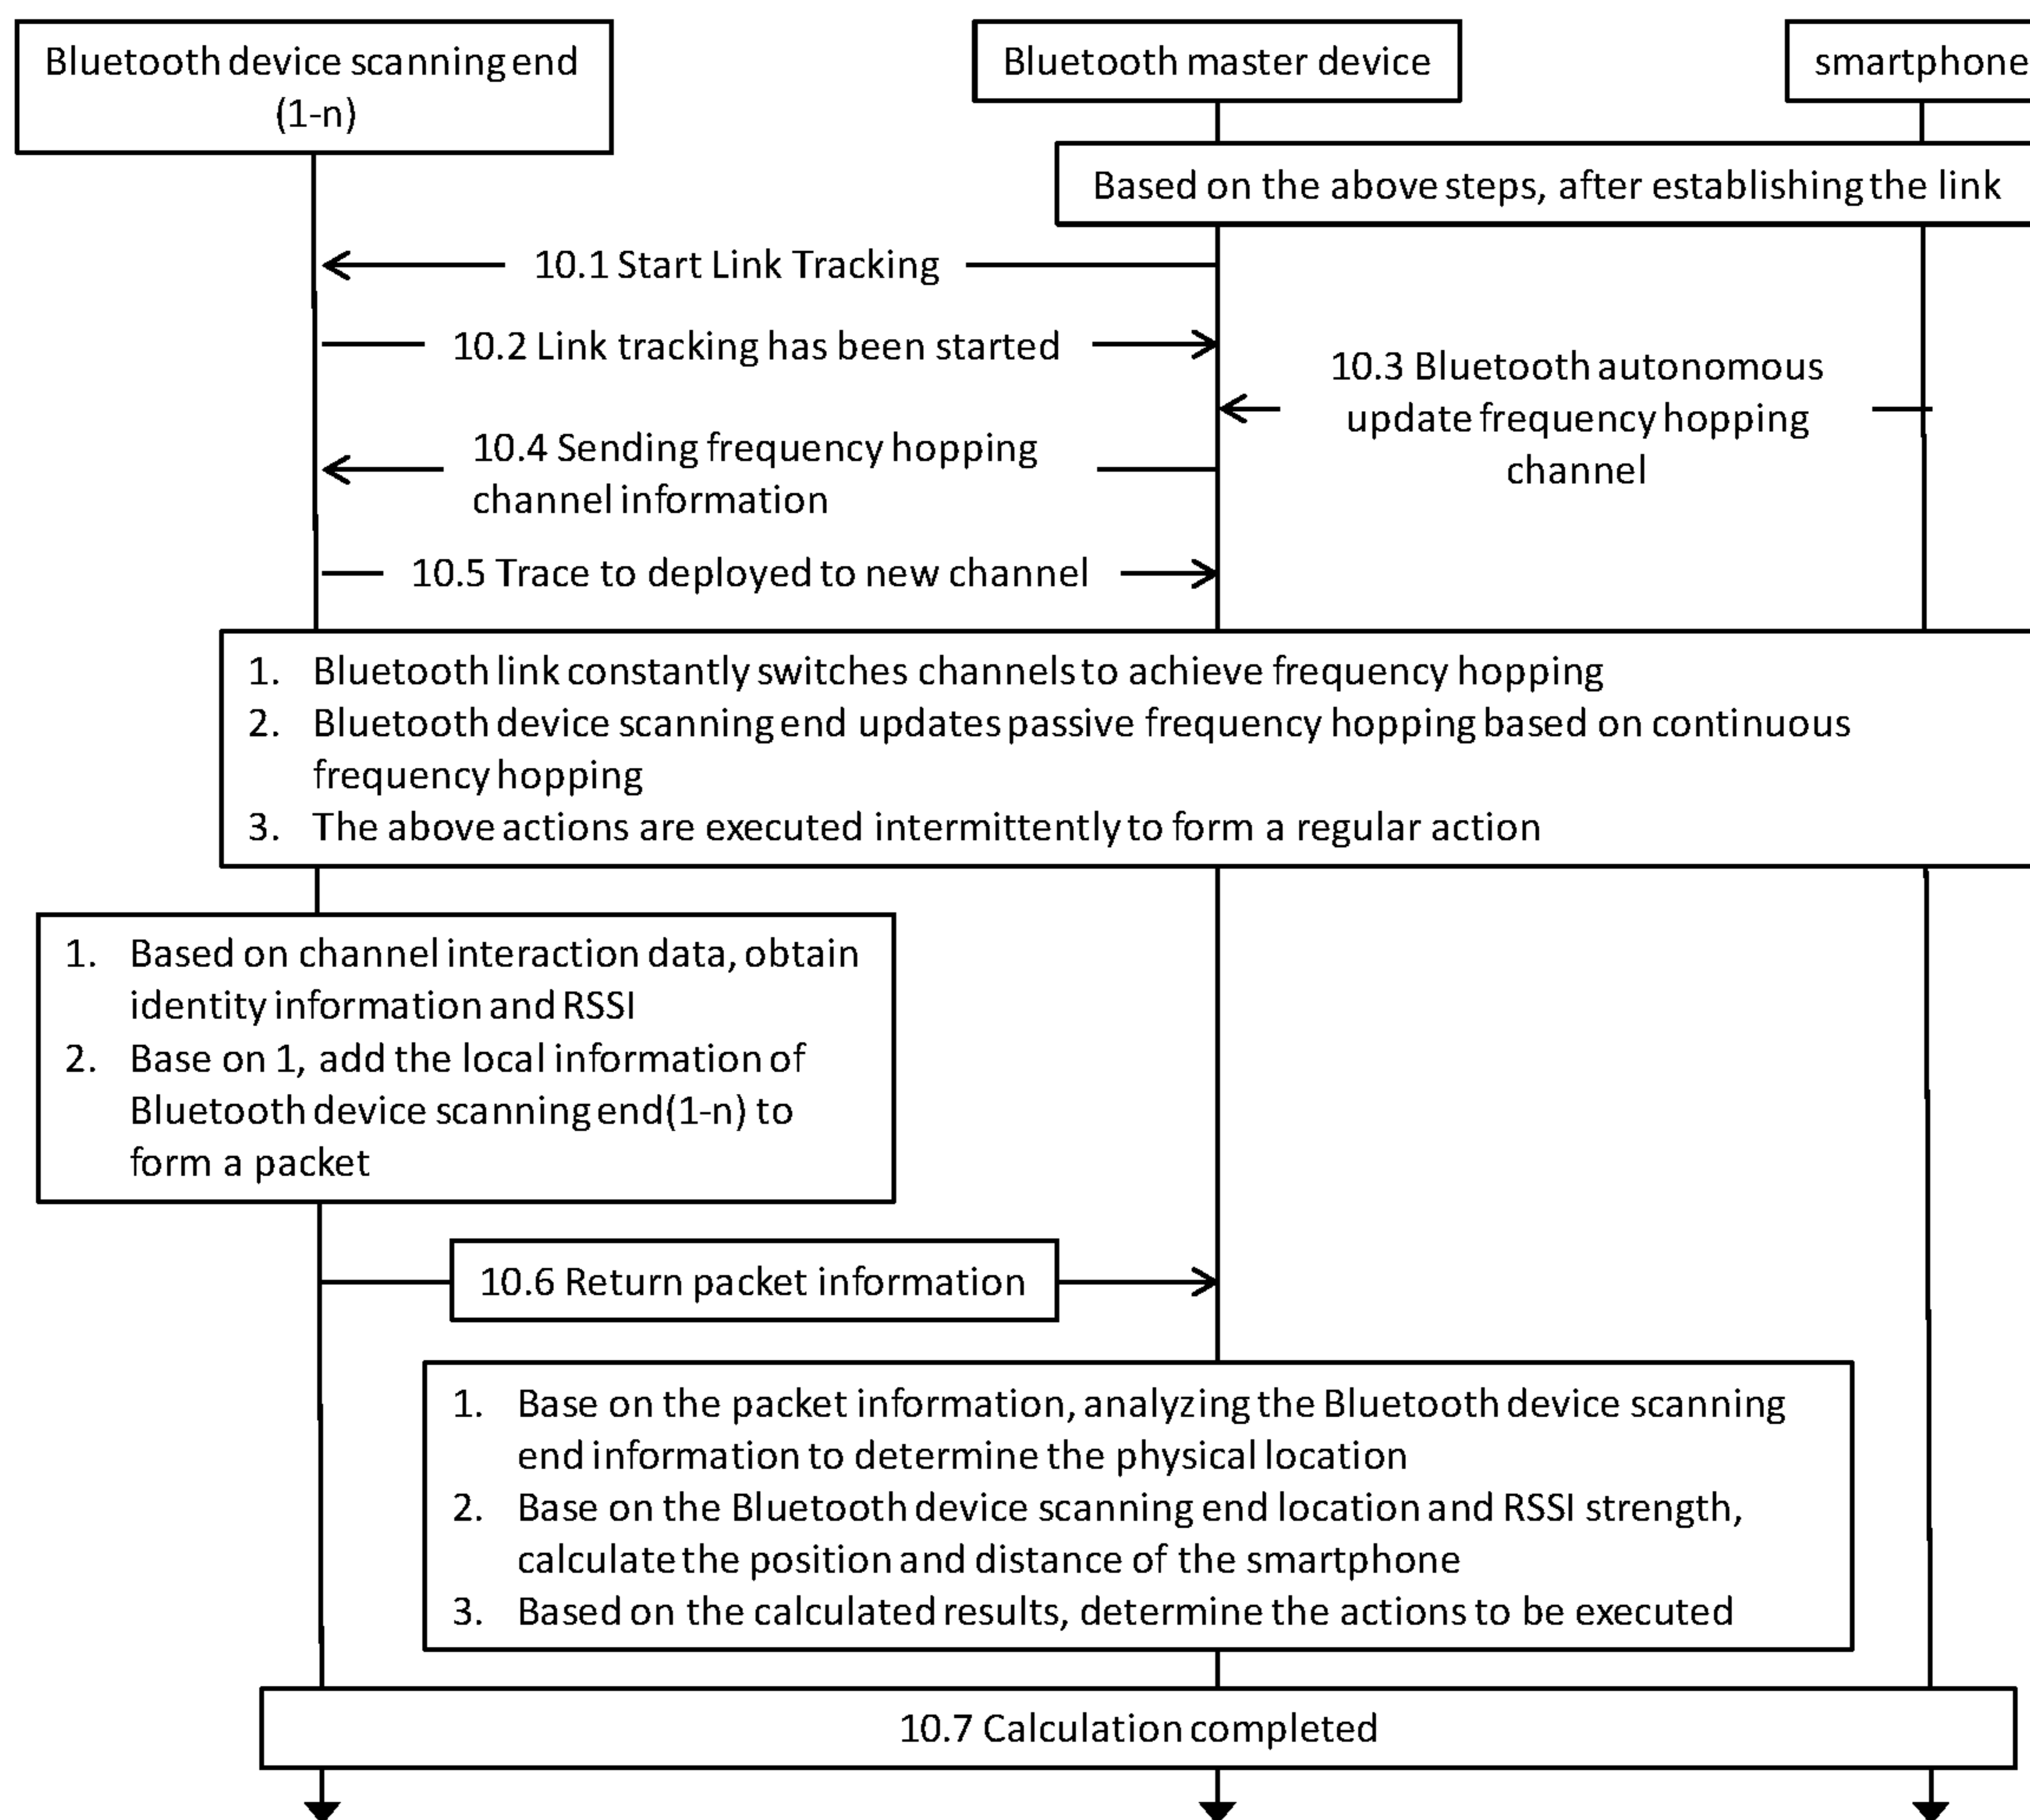 Bluetooth device scanning end
(1-n)
Bluetooth master device
smartphone
Based on the above steps, after establishing the link
10.1 Start Link Tracking
10.2 Link tracking has been started
10.3 Bluetooth autonomous
update frequency hopping
channel
10.4 Sending frequency hopping
channel information
10.5 Trace to deployed to new channel
1. Bluetooth link constantly switches channels to achieve frequency hopping
2. Bluetooth device scanning end updates passive frequency hopping based on continuous
frequency hopping
3. The above actions are executed intermittently to form a regular action
1. Based on channel interaction data, obtain
identity information and RSSI
2. Base on 1, add the local information of
Bluetooth device scanning end(1-n) to
form a packet
10.6 Return packet information
1. Base on the packet information, analyzing the Bluetooth device scanning
end information to determine the physical location
2. Base on the Bluetooth device scanning end location and RSSI strength,
calculate the position and distance of the smartphone
3. Based on the calculated results, determine the actions to be executed
10.7 Calculation completed